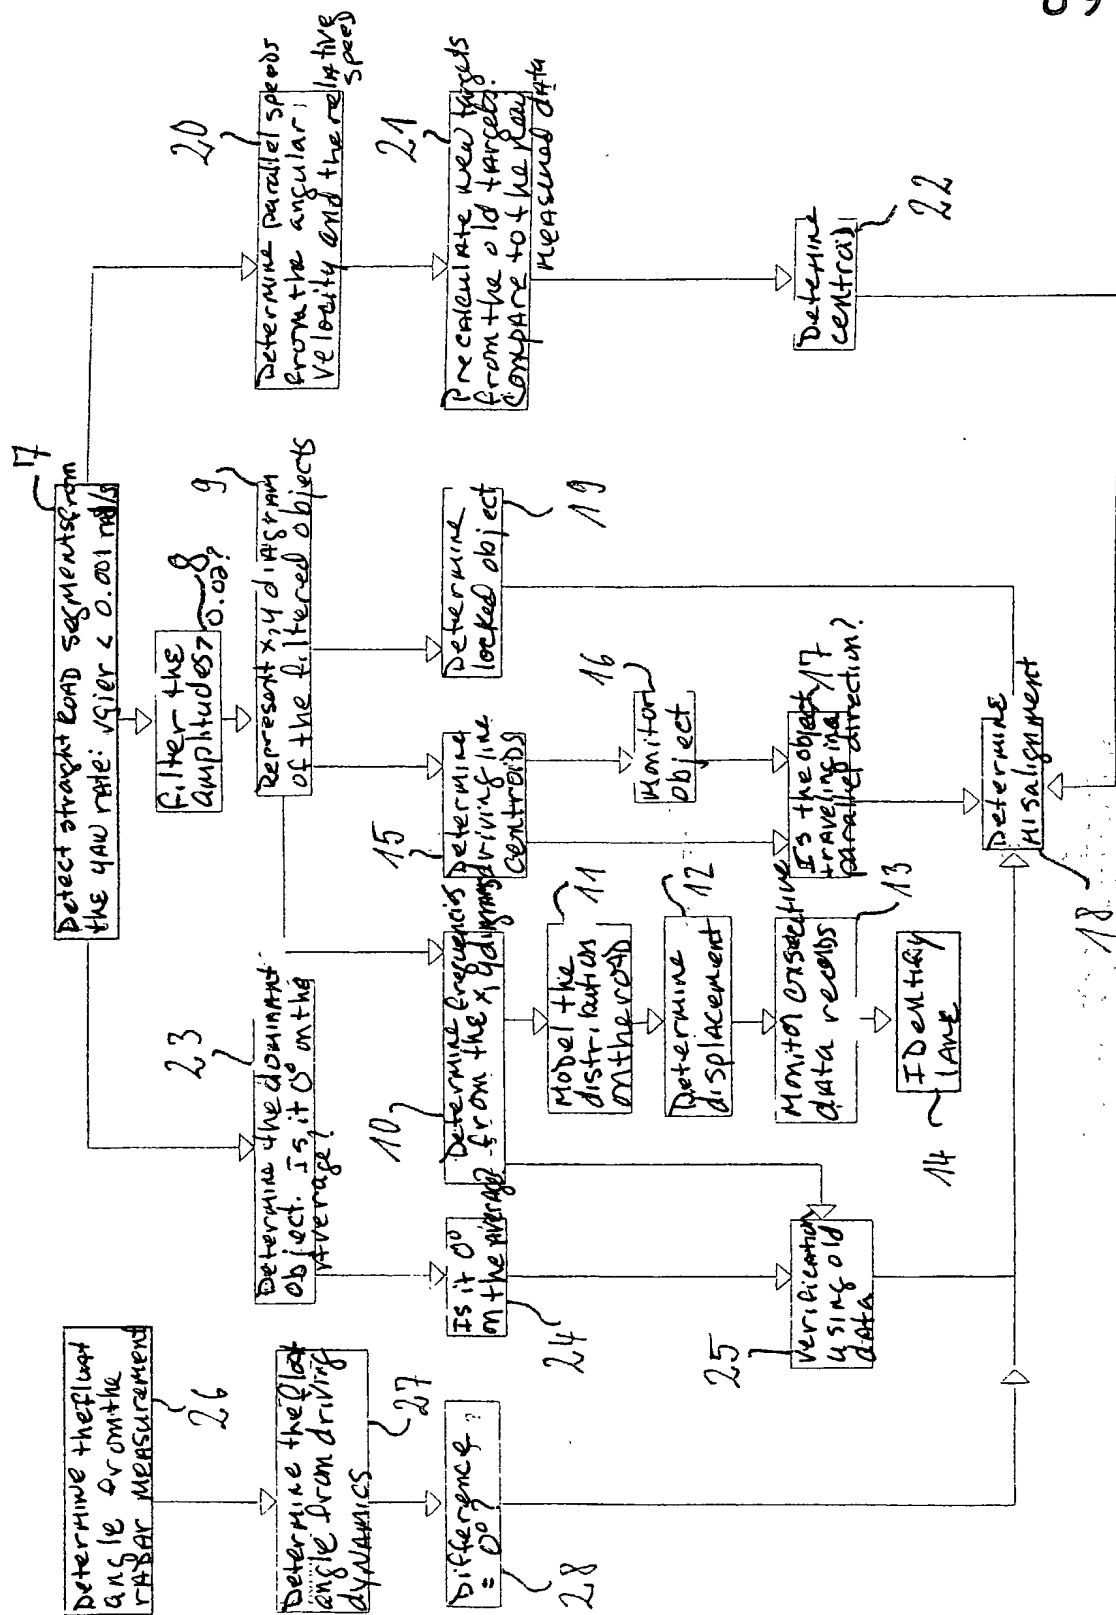 Determine the float
angle from the
radar measurement
26
Determine the float
angle from driving
dynamics
27
Difference
= 0°?
28
Detect straight road segments from
the yaw rate: vgier < 0.001 rad/s
7
Determine the dominant
object. Is it 0° on the
average?
23
Is it 0°
on the average?
24
Verification
using old
data
25
Filter the
amplitudes >
0.02?
8
Represent x,y diagram
of the filtered objects
9
Determine frequencies
from the x,y diagrams
10
Model the
distribution
on the road
11
Determine
displacement
12
Monitor consecutive
data records
13
Identify
lane
14
Determine
driving line
centroids
15
Monitor
object
16
Is the object
traveling in a
parallel direction?
17
Determine
locked object
19
Determine
misalignment
18
Determine parallel speeds
from the angular
velocity and the relative
speed
20
Precalculate new targets
from the old targets.
Compare to the
measured data
21
Determine
centroid
22